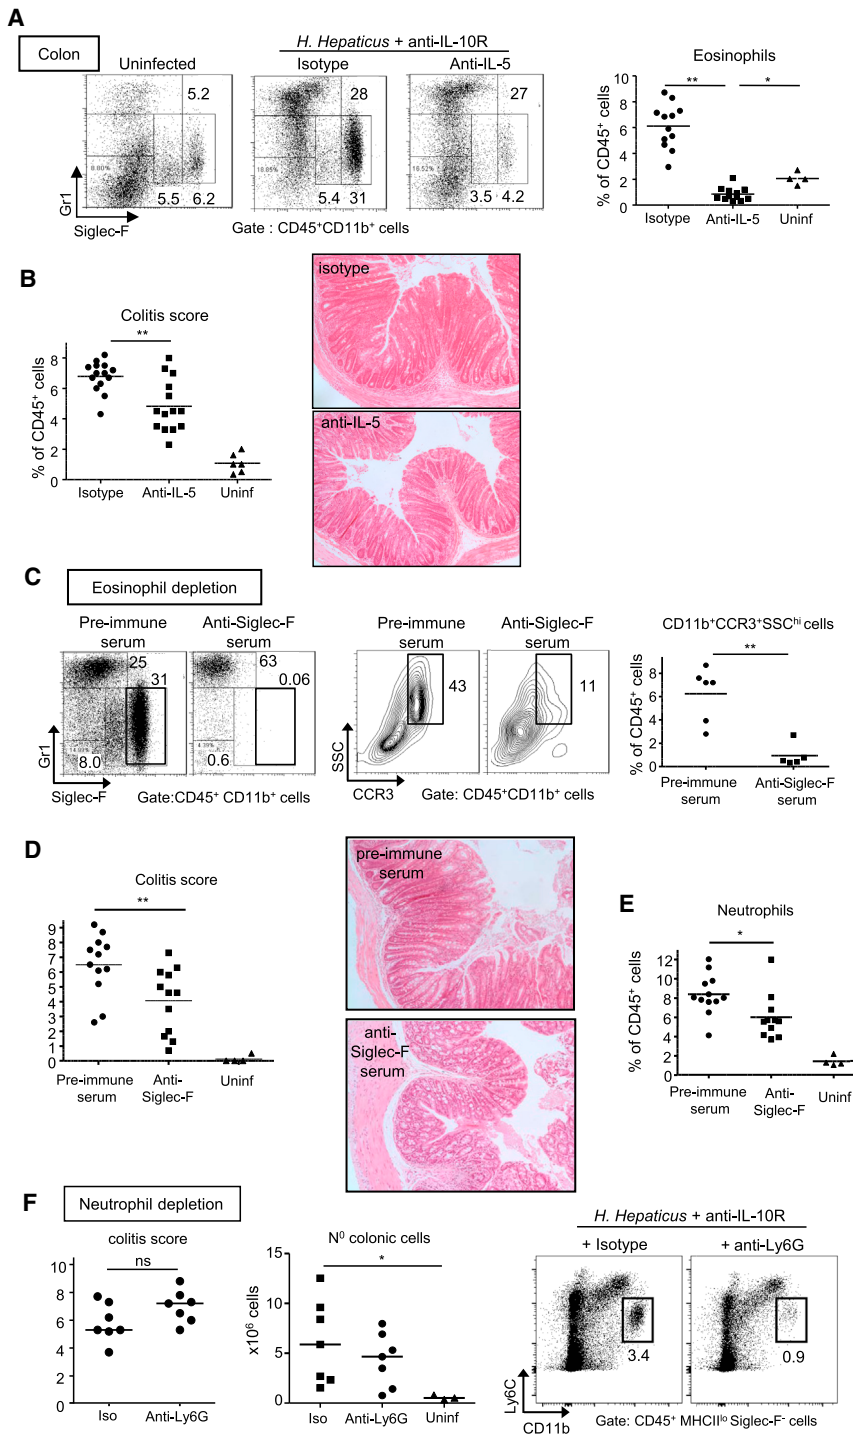 A
Colon
H. Hepaticus + anti-IL-10R
Uninfected
Isotype
Anti-IL-5
5.2
28
27
8.80%
18.52%
5.5
6.2
5.4
31
3.5
4.2
Gr1
Siglec-F
Gate : CD45⁺CD11b⁺ cells
Eosinophils
**
*
% of CD45⁺ cells
10
8
6
4
2
0
Isotype
Anti-IL-5
Uninf
B
Colitis score
**
% of CD45⁺ cells
8
6
4
2
0
Isotype
Anti-IL-5
Uninf
isotype
anti-IL-5
C
Eosinophil depletion
Pre-immune
serum
Anti-Siglec-F
serum
25
31
63
0.06
8.0
0.6
Gr1
Siglec-F
Gate:CD45⁺ CD11b⁺ cells
Pre-immune
serum
Anti-Siglec-F
serum
43
11
SSC
CCR3
Gate: CD45⁺CD11b⁺ cells
CD11b⁺CCR3⁺SSCʰⁱ cells
**
% of CD45⁺ cells
8
6
4
2
0
Pre-immune
serum
Anti-Siglec-F
serum
D
Colitis score
**
9
8
7
6
5
4
3
2
1
0
Pre-immune
serum
Anti-
Siglec-F
Uninf
pre-immune
serum
anti-
Siglec-F
serum
E
Neutrophils
*
% of CD45⁺ cells
12
10
8
6
4
2
0
Pre-immune
serum
Anti-
Siglec-F
Uninf
F
Neutrophil depletion
colitis score
ns
10
8
6
4
2
0
Iso
Anti-Ly6G
N⁰ colonic cells
*
x10⁶ cells
15
10
5
0
Iso
Anti-Ly6G
Uninf
H. Hepaticus + anti-IL-10R
+ Isotype
+ anti-Ly6G
3.4
0.9
Ly6C
CD11b
Gate: CD45⁺ MHCIIˡᵒ Siglec-F⁻ cells